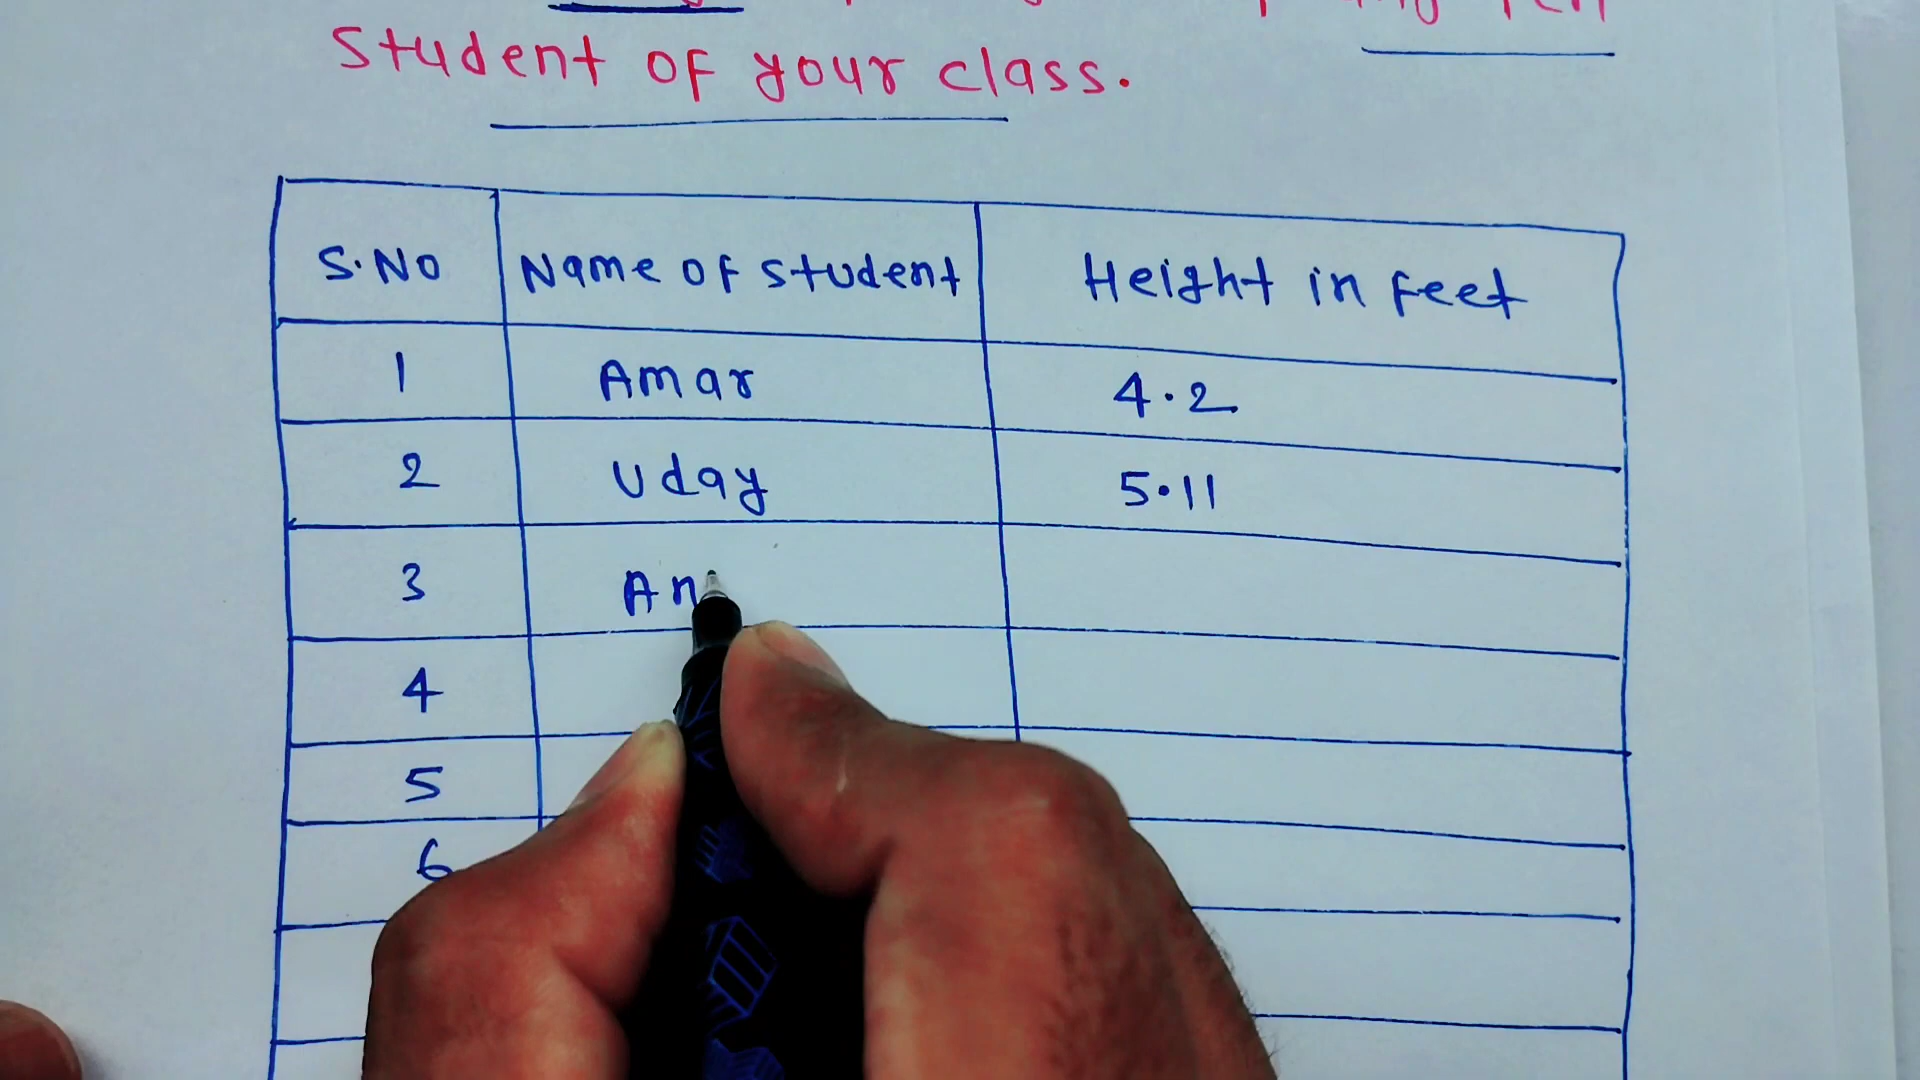 Student of your class.
S.No Name of student Height in feet
1 Amar 4.2
2 Uday 5.11
3 An
4
5
6